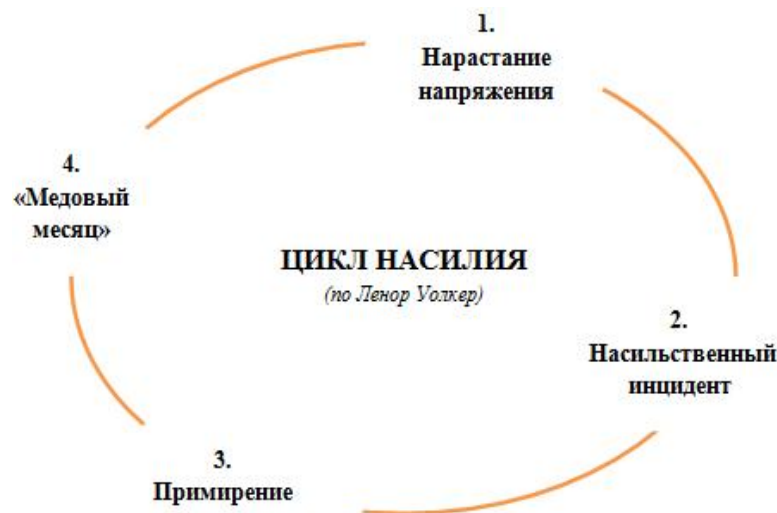 1.
Нарастание
напряжения
4.
«Медовый
месяц»
ЦИКЛ НАСИЛИЯ
(по Ленор Уолкер)
2.
Насильственный
инцидент
3.
Примирение